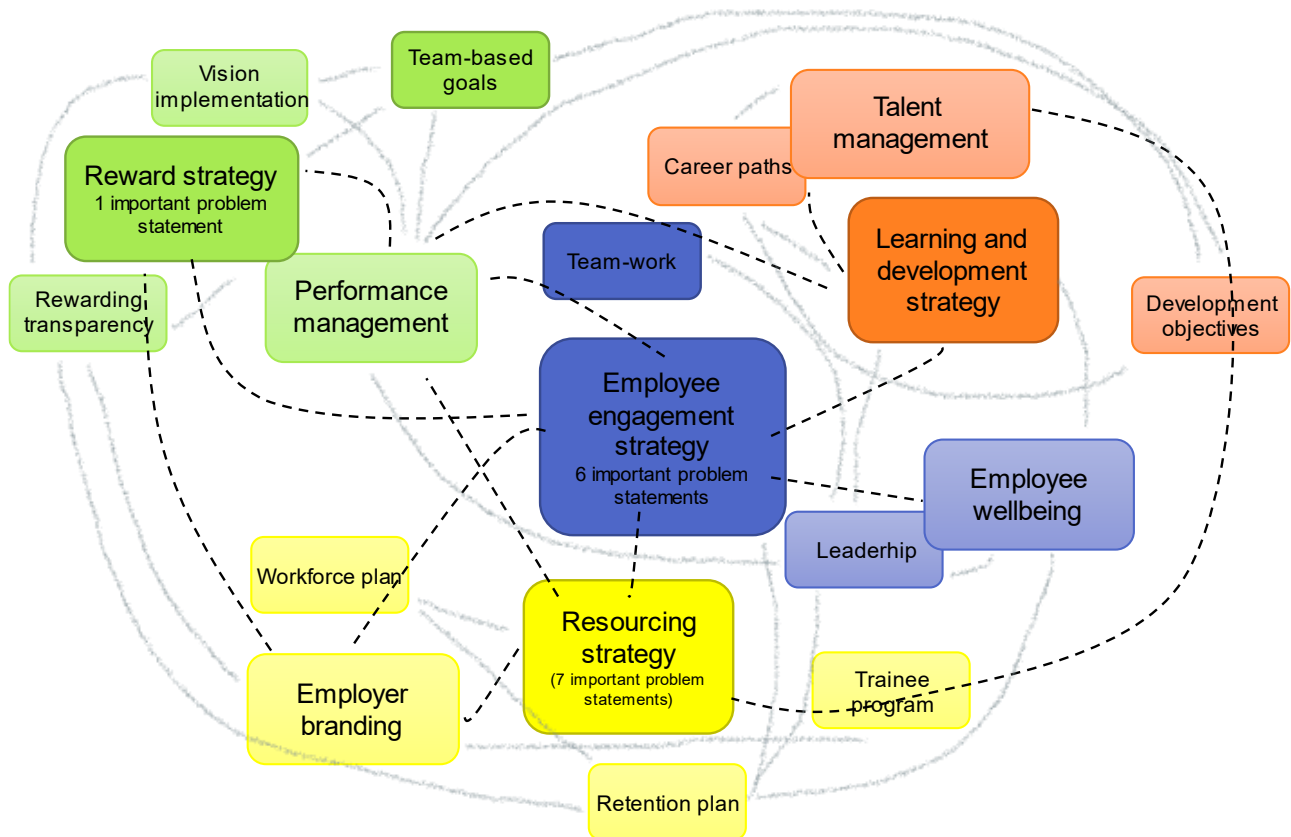 Team-based
goals
Vision
implementation
Talent
management
Career paths
Reward strategy
1 important problem
statement
Team-work
Learning and
development
strategy
Rewarding
transparency
Performance
management
Development
objectives
Employee
engagement
strategy
6 important problem
statements
Employee
wellbeing
Leaderhip
Workforce plan
Resourcing
strategy
(7 important problem
statements)
Employer
branding
Trainee
program
Retention plan